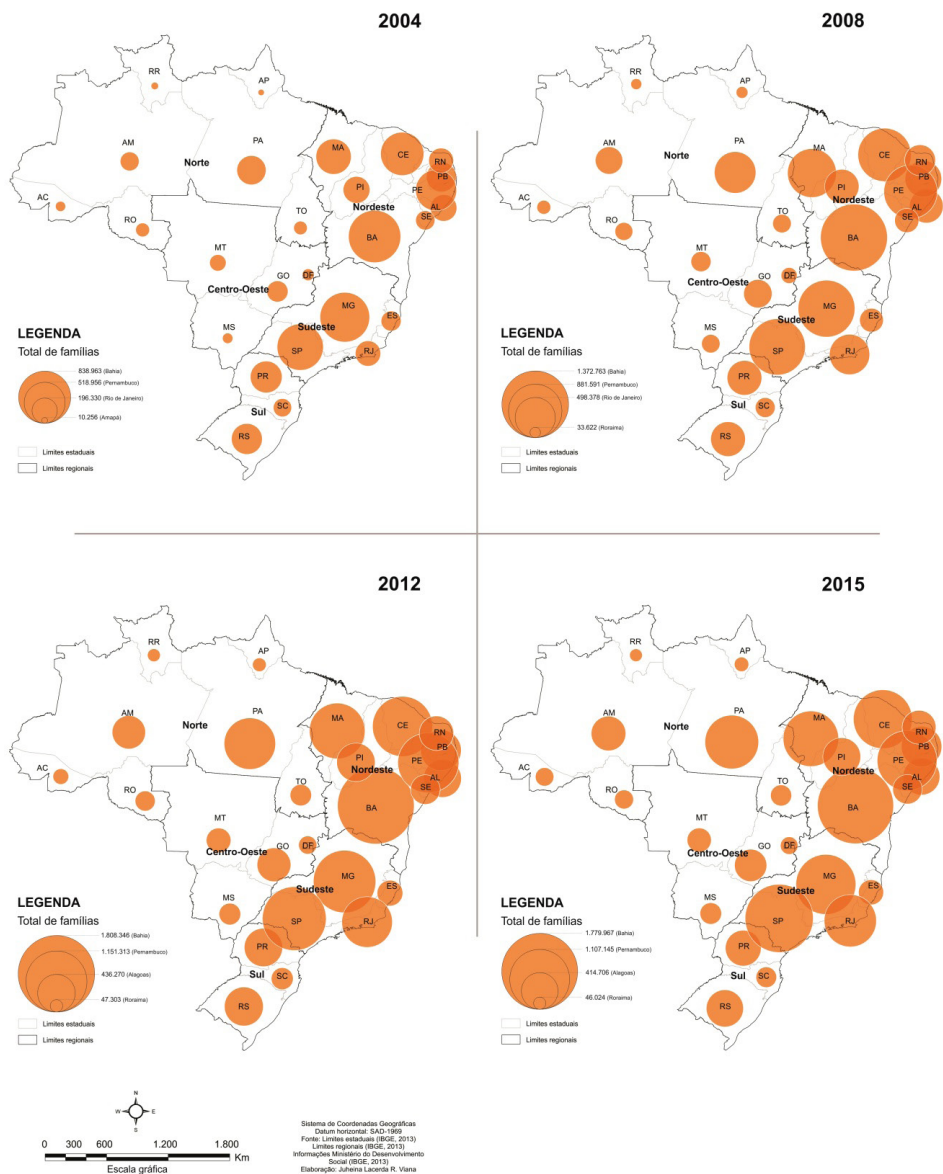 2004
RR
AP
AM
Norte
PA
MA
CE
RN
PB
PI
PE
AL
Nordeste
SE
AC
RO
TO
BA
MT
DF
GO
Centro-Oeste
MG
ES
MS
Sudeste
SP
RJ
PR
SC
Sul
RS
LEGENDA
Total de famílias
838.963 (Bahia)
518.956 (Pernambuco)
196.330 (Rio de Janeiro)
10.256 (Amapá)
Limites estaduais
Limites regionais
2008
RR
AP
AM
Norte
PA
MA
CE
RN
PB
PI
PE
AL
Nordeste
SE
AC
RO
TO
BA
MT
DF
GO
Centro-Oeste
MG
ES
MS
Sudeste
SP
RJ
PR
SC
Sul
RS
LEGENDA
Total de famílias
1.372.763 (Bahia)
881.591 (Pernambuco)
498.378 (Rio de Janeiro)
33.622 (Roraima)
Limites estaduais
Limites regionais
2012
RR
AP
AM
Norte
PA
MA
CE
RN
PB
PI
PE
AL
Nordeste
SE
AC
RO
TO
BA
MT
DF
GO
Centro-Oeste
MG
ES
MS
Sudeste
SP
RJ
PR
SC
Sul
RS
LEGENDA
Total de famílias
1.808.346 (Bahia)
1.151.313 (Pernambuco)
436.270 (Alagoas)
47.303 (Roraima)
Limites estaduais
Limites regionais
2015
RR
AP
AM
Norte
PA
MA
CE
RN
PB
PI
PE
AL
Nordeste
SE
AC
RO
TO
BA
MT
DF
GO
Centro-Oeste
MG
ES
MS
Sudeste
SP
RJ
PR
SC
Sul
RS
LEGENDA
Total de famílias
1.779.967 (Bahia)
1.107.145 (Pernambuco)
414.706 (Alagoas)
46.024 (Roraima)
Limites estaduais
Limites regionais
N
W E
S
0 300 600 1.200 1.800
Km
Escala gráfica
Sistema de Coordenadas Geográficas
Datum horizontal: SAD-1969
Fonte: Limites estaduais (IBGE, 2013)
Limites regionais (IBGE, 2013)
Informações Ministério do Desenvolvimento
Social (IBGE, 2013)
Elaboração: Juheina Lacerda R. Viana